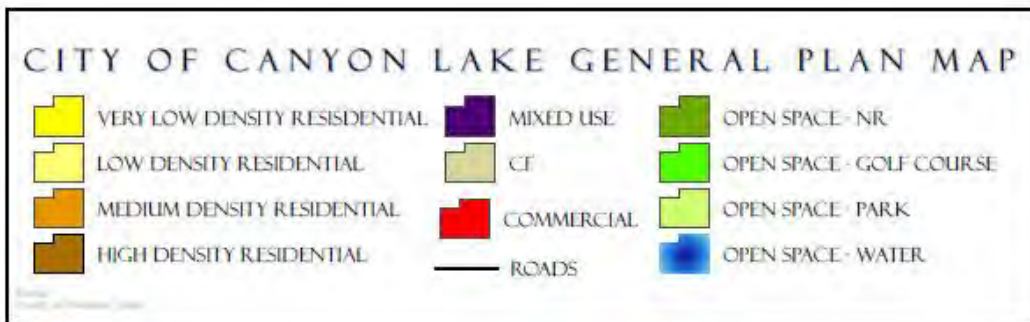 CITY OF CANYON LAKE GENERAL PLAN MAP
VERY LOW DENSITY RESISDENTIAL
LOW DENSITY RESIDENTIAL
MEDIUM DENSITY RESIDENTIAL
HIGH DENSITY RESIDENTIAL
MIXED USE
CF
COMMERCIAL
ROADS
OPEN SPACE - NR
OPEN SPACE - GOLF COURSE
OPEN SPACE - PARK
OPEN SPACE - WATER